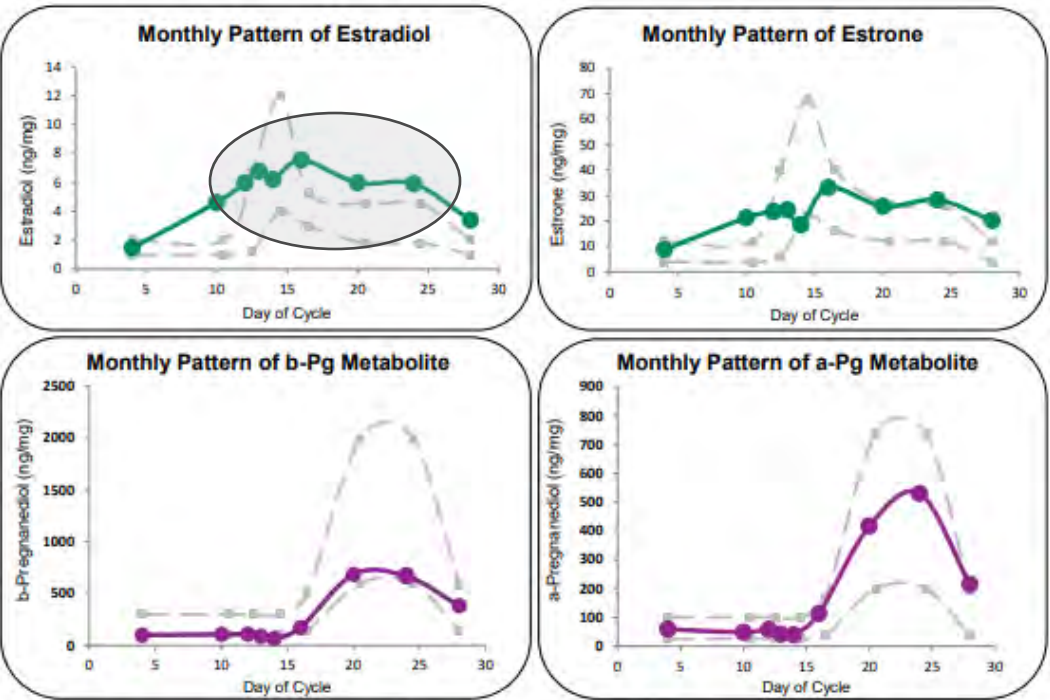 Monthly Pattern of Estradiol
Estradiol (ng/mg)
14
12
10
8
6
4
2
0
0 5 10 15 20 25 30
Day of Cycle
Monthly Pattern of Estrone
Estrone (ng/mg)
80
70
60
50
40
30
20
10
0
0 5 10 15 20 25 30
Day of Cycle
Monthly Pattern of b-Pg Metabolite
b-Pregnanediol (ng/mg)
2500
2000
1500
1000
500
0
0 5 10 15 20 25 30
Day of Cycle
Monthly Pattern of a-Pg Metabolite
a-Pregnanediol (ng/mg)
900
800
700
600
500
400
300
200
100
0
0 5 10 15 20 25 30
Day of Cycle